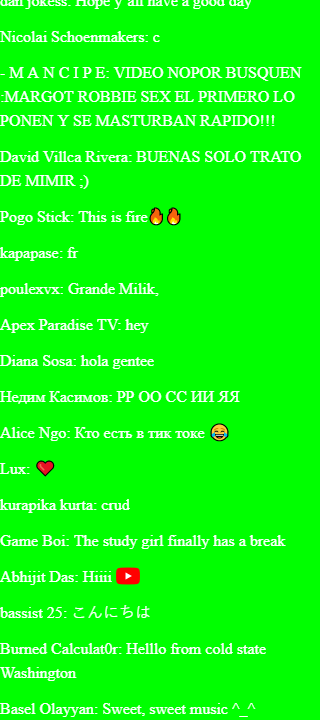 dan jokess: Hope y'all have a good day
Nicolai Schoenmakers: c
- M A N C I P E: VIDEO NOPOR BUSQUEN
:MARGOT ROBBIE SEX EL PRIMERO LO
PONEN Y SE MASTURBAN RAPIDO!!!
David Villca Rivera: BUENAS SOLO TRATO
DE MIMIR ;)
Pogo Stick: This is fire🔥🔥
kapapase: fr
poulexvx: Grande Milik,
Apex Paradise TV: hey
Diana Sosa: hola gentee
Недим Касимов: РР ОО СС ИИ ЯЯ
Alice Ngo: Кто есть в тик токе 😂
Lux: ❤️
kurapika kurta: crud
Game Boi: The study girl finally has a break
Abhijit Das: Hiiii
bassist 25: こんにちは
Burned Calculat0r: Helllo from cold state
Washington
Basel Olayyan: Sweet, sweet music ^_^